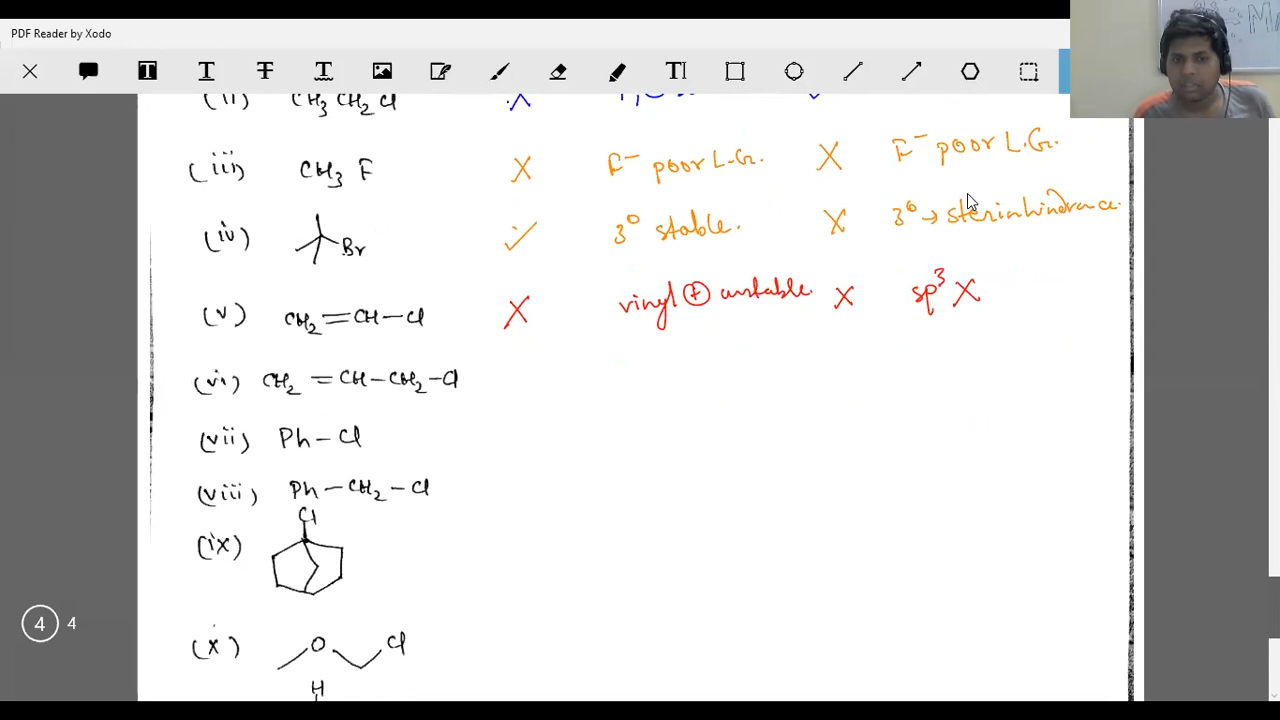 PDF Reader by Xodo
(ii) CH3 CH2 Cl X
(iii) CH3 F X F⁻ poor L.G. X F⁻ poor L.G.
(iv) Br ✓ 3° stable. X 3° → sterinhindrance.
(v) CH2=CH-Cl X vinyl ⊕ unstable. X sp³ X
(vi) CH2=CH-CH2-Cl
(vii) Ph-Cl
(viii) Ph-CH2-Cl
(ix) Cl
4 4
(x) O Cl
H